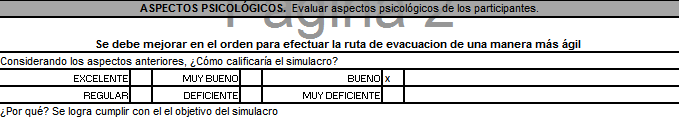 ASPECTOS PSICOLÓGICOS. Evaluar aspectos psicológicos de los participantes.
Página 2
Se debe mejorar en el orden para efectuar la ruta de evacuacion de una manera más ágil
Considerando los aspectos anteriores, ¿Cómo calificaría el simulacro?
EXCELENTE MUY BUENO BUENO x
REGULAR DEFICIENTE MUY DEFICIENTE
¿Por qué? Se logra cumplir con el el objetivo del simulacro